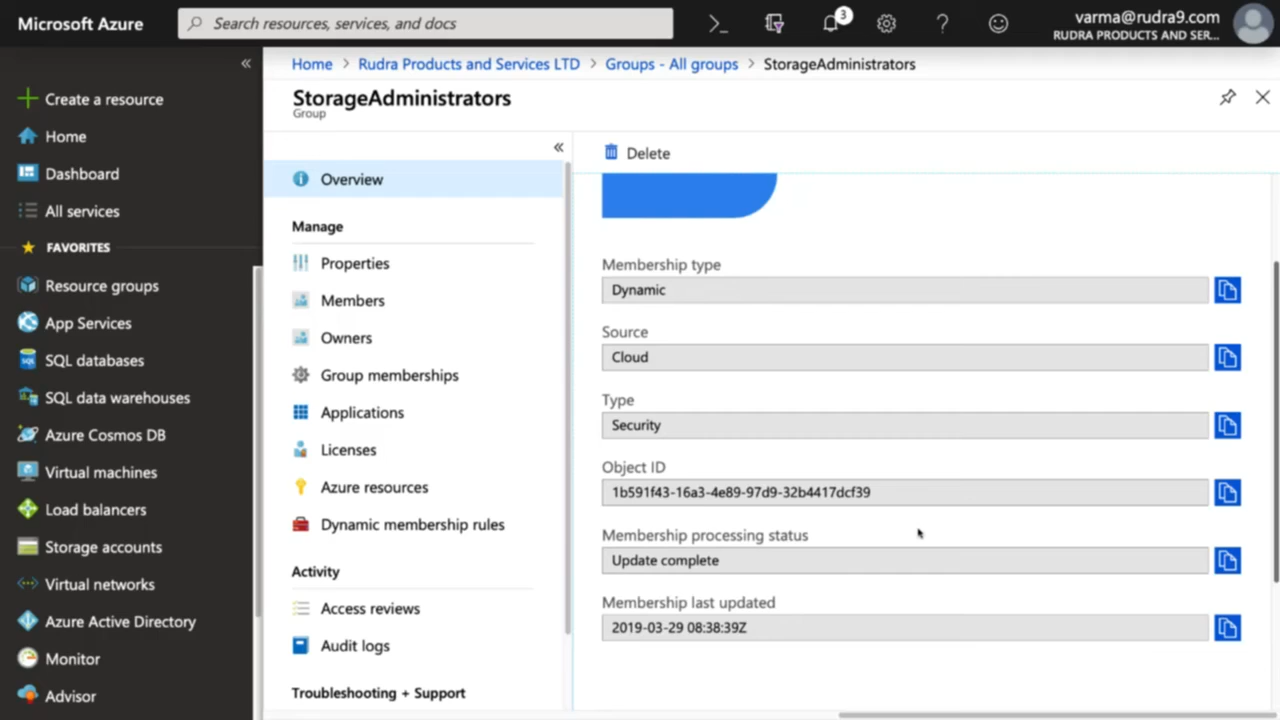 Microsoft Azure
Search resources, services, and docs
3
varma@rudra9.com
RUDRA PRODUCTS AND SER...
Create a resource
Home
Dashboard
All services
FAVORITES
Resource groups
App Services
SQL databases
SQL data warehouses
Azure Cosmos DB
Virtual machines
Load balancers
Storage accounts
Virtual networks
Azure Active Directory
Monitor
Advisor
Home > Rudra Products and Services LTD > Groups - All groups > StorageAdministrators
StorageAdministrators
Group
Overview
Manage
Properties
Members
Owners
Group memberships
Applications
Licenses
Azure resources
Dynamic membership rules
Activity
Access reviews
Audit logs
Troubleshooting + Support
Delete
Membership type
Dynamic
Source
Cloud
Type
Security
Object ID
1b591f43-16a3-4e89-97d9-32b4417dcf39
Membership processing status
Update complete
Membership last updated
2019-03-29 08:38:39Z